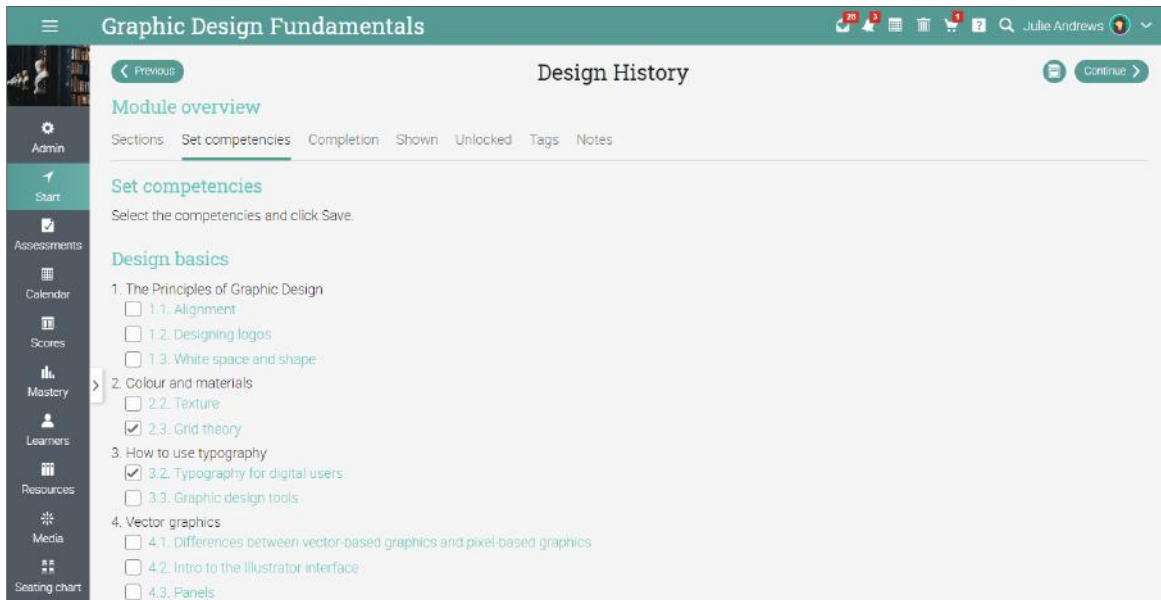 Graphic Design Fundamentals
26
3
1
?
Julie Andrews
Previous
Design History
Continue
Module overview
Sections Set competencies Completion Shown Unlocked Tags Notes
Set competencies
Select the competencies and click Save.
Design basics
1. The Principles of Graphic Design
1.1. Alignment
1.2. Designing logos
1.3. White space and shape
2. Colour and materials
2.2. Texture
2.3. Grid theory
3. How to use typography
3.2. Typography for digital users
3.3. Graphic design tools
4. Vector graphics
4.1. Differences between vector-based graphics and pixel-based graphics
4.2. Intro to the Illustrator interface
4.3. Panels
Admin
Start
Assessments
Calendar
Scores
Mastery
Learners
Resources
Media
Seating chart